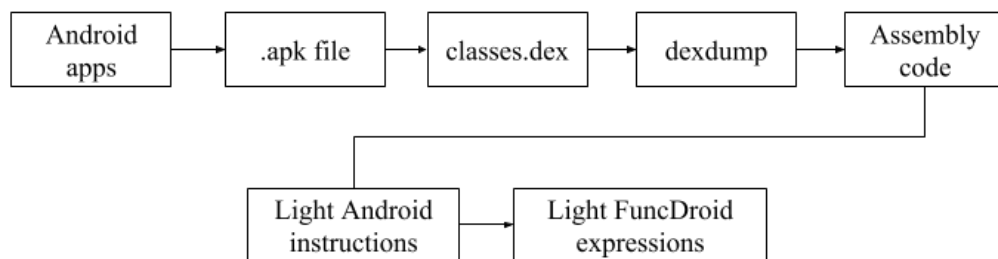 Android
apps
.apk file
classes.dex
dexdump
Assembly
code
Light Android
instructions
Light FuncDroid
expressions